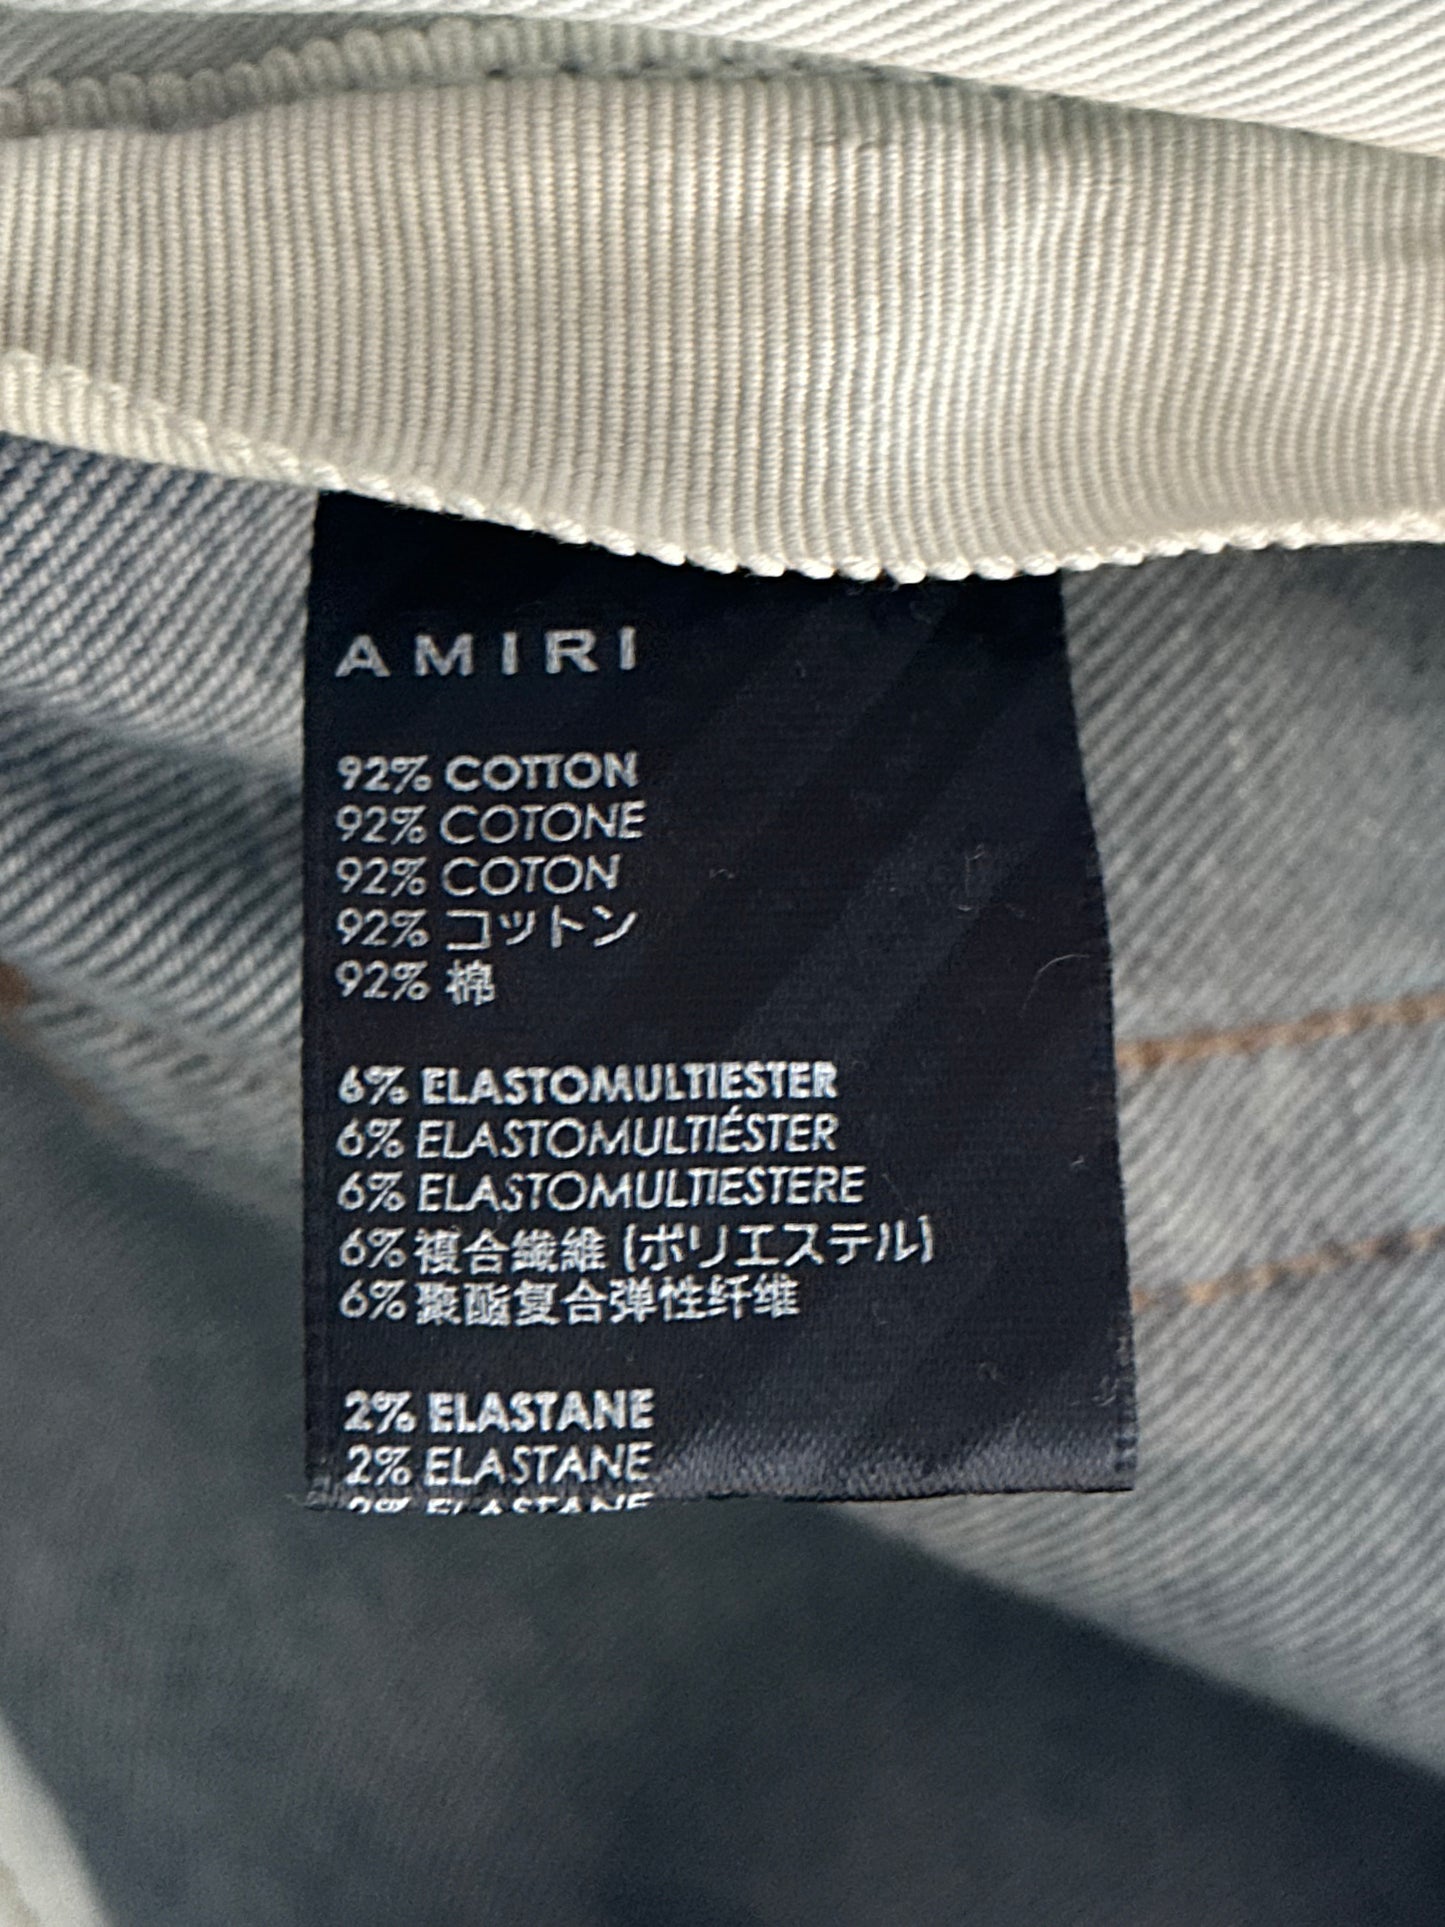 AMIRI
92% COTTON
92% COTONE
92% COTON
92% コットン
92% 棉
6% ELASTOMULTIESTER
6% ELASTOMULTIÉSTER
6% ELASTOMULTIESTERE
6% 複合繊維 (ポリエステル)
6% 聚酯复合弹性纤维
2% ELASTANE
2% ELASTANE
2% ELASTANE